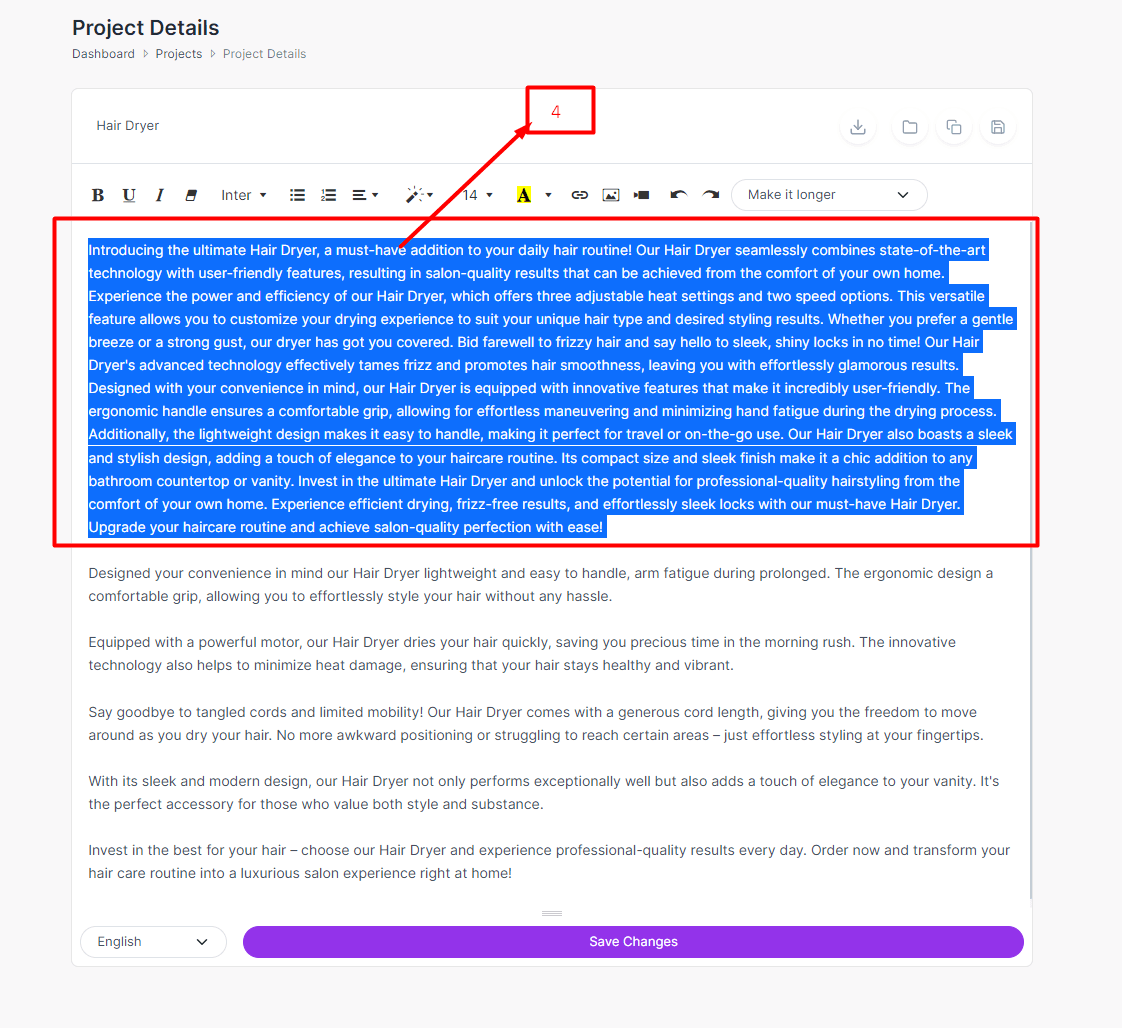 Project Details
Dashboard Projects Project Details
4
Hair Dryer
B U I Inter 14 A Make it longer
Introducing the ultimate Hair Dryer, a must-have addition to your daily hair routine! Our Hair Dryer seamlessly combines state-of-the-art
technology with user-friendly features, resulting in salon-quality results that can be achieved from the comfort of your own home.
Experience the power and efficiency of our Hair Dryer, which offers three adjustable heat settings and two speed options. This versatile
feature allows you to customize your drying experience to suit your unique hair type and desired styling results. Whether you prefer a gentle
breeze or a strong gust, our dryer has got you covered. Bid farewell to frizzy hair and say hello to sleek, shiny locks in no time! Our Hair
Dryer's advanced technology effectively tames frizz and promotes hair smoothness, leaving you with effortlessly glamorous results.
Designed with your convenience in mind, our Hair Dryer is equipped with innovative features that make it incredibly user-friendly. The
ergonomic handle ensures a comfortable grip, allowing for effortless maneuvering and minimizing hand fatigue during the drying process.
Additionally, the lightweight design makes it easy to handle, making it perfect for travel or on-the-go use. Our Hair Dryer also boasts a sleek
and stylish design, adding a touch of elegance to your haircare routine. Its compact size and sleek finish make it a chic addition to any
bathroom countertop or vanity. Invest in the ultimate Hair Dryer and unlock the potential for professional-quality hairstyling from the
comfort of your own home. Experience efficient drying, frizz-free results, and effortlessly sleek locks with our must-have Hair Dryer.
Upgrade your haircare routine and achieve salon-quality perfection with ease!
Designed your convenience in mind our Hair Dryer lightweight and easy to handle, arm fatigue during prolonged. The ergonomic design a
comfortable grip, allowing you to effortlessly style your hair without any hassle.
Equipped with a powerful motor, our Hair Dryer dries your hair quickly, saving you precious time in the morning rush. The innovative
technology also helps to minimize heat damage, ensuring that your hair stays healthy and vibrant.
Say goodbye to tangled cords and limited mobility! Our Hair Dryer comes with a generous cord length, giving you the freedom to move
around as you dry your hair. No more awkward positioning or struggling to reach certain areas – just effortless styling at your fingertips.
With its sleek and modern design, our Hair Dryer not only performs exceptionally well but also adds a touch of elegance to your vanity. It's
the perfect accessory for those who value both style and substance.
Invest in the best for your hair – choose our Hair Dryer and experience professional-quality results every day. Order now and transform your
hair care routine into a luxurious salon experience right at home!
English Save Changes